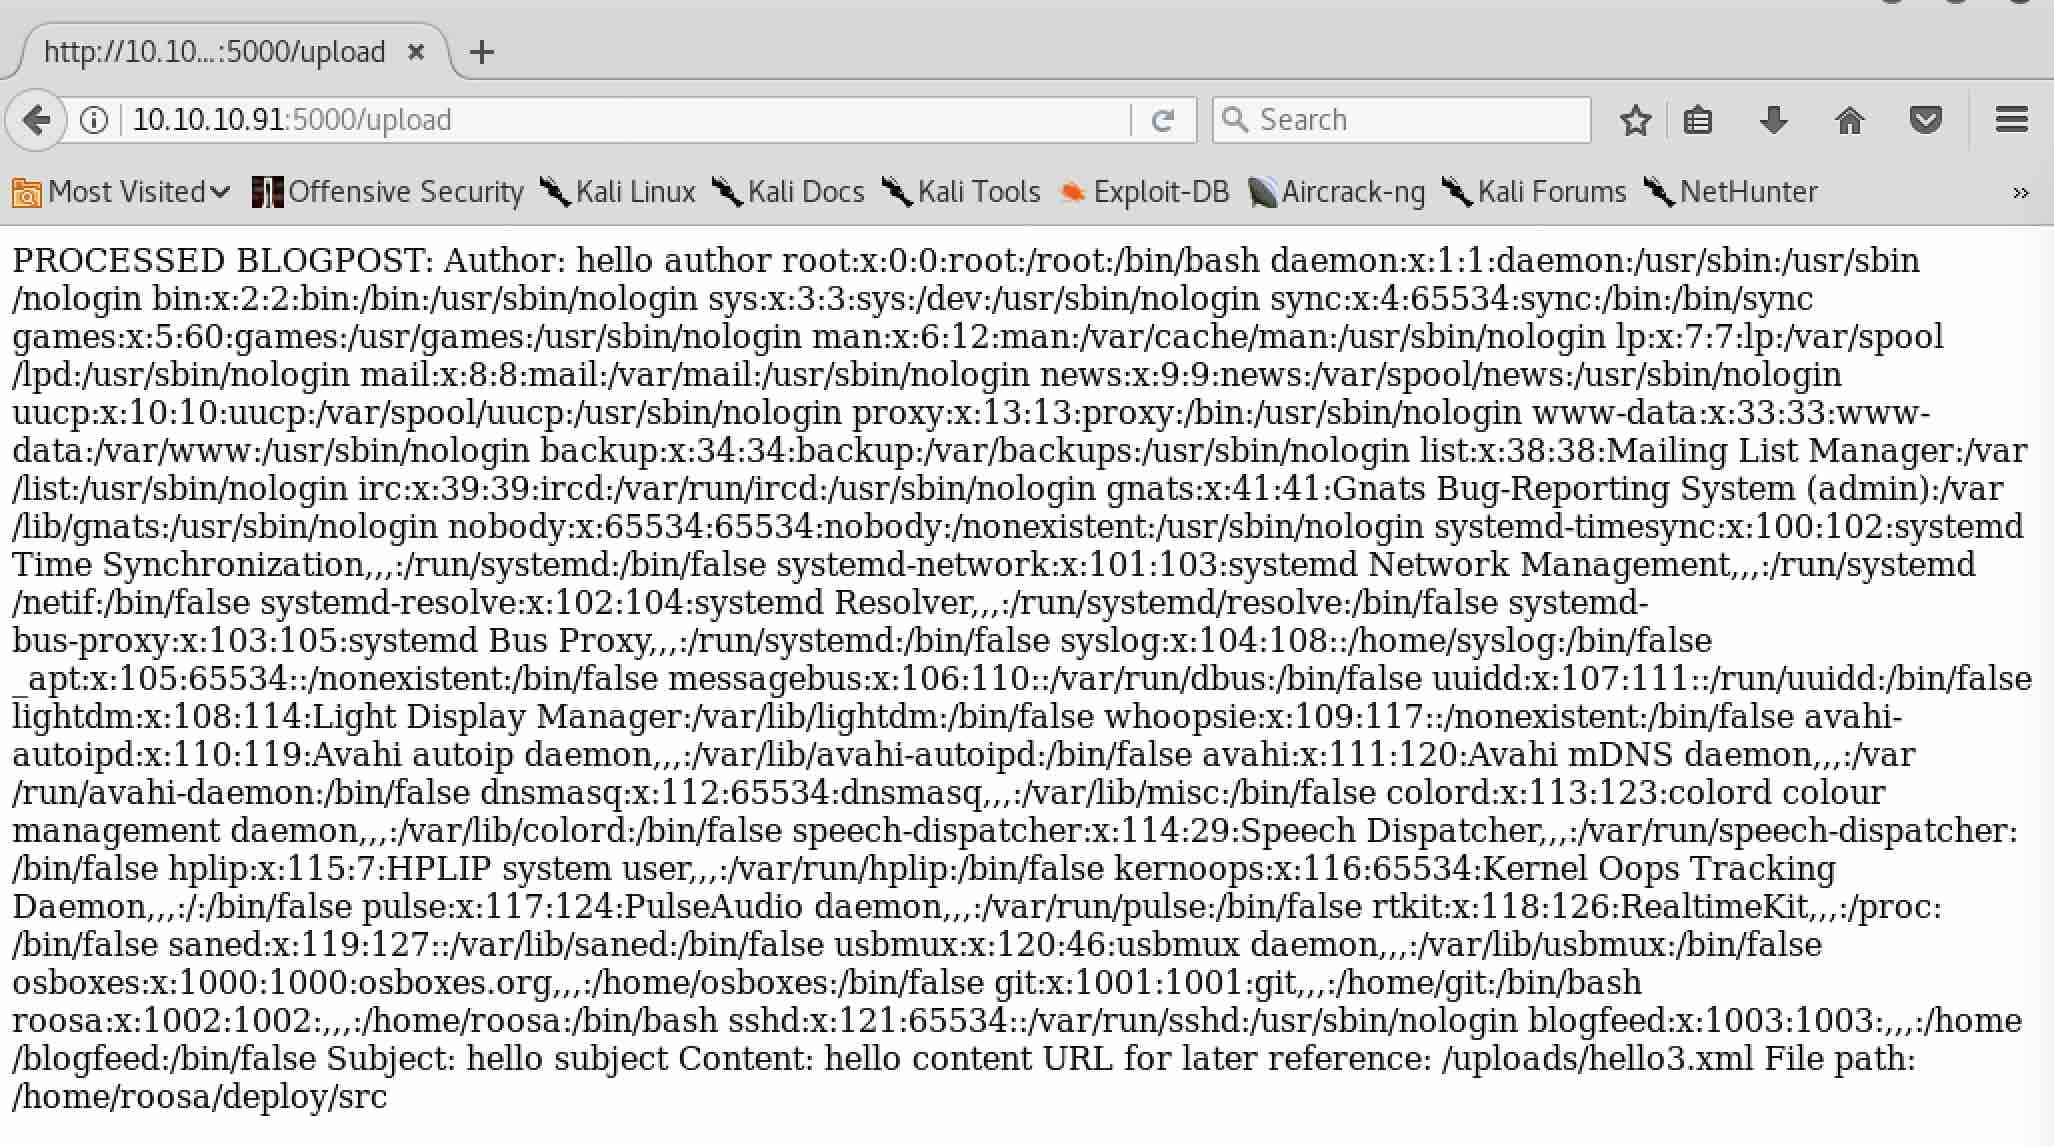 http://10.10...:5000/upload
10.10.10.91:5000/upload
Search
Most Visited
Offensive Security
Kali Linux
Kali Docs
Kali Tools
Exploit-DB
Aircrack-ng
Kali Forums
NetHunter
PROCESSED BLOGPOST: Author: hello author root:x:0:0:root:/root:/bin/bash daemon:x:1:1:daemon:/usr/sbin:/usr/sbin
/nologin bin:x:2:2:bin:/bin:/usr/sbin/nologin sys:x:3:3:sys:/dev:/usr/sbin/nologin sync:x:4:65534:sync:/bin:/bin/sync
games:x:5:60:games:/usr/games:/usr/sbin/nologin man:x:6:12:man:/var/cache/man:/usr/sbin/nologin lp:x:7:7:lp:/var/spool
/lpd:/usr/sbin/nologin mail:x:8:8:mail:/var/mail:/usr/sbin/nologin news:x:9:9:news:/var/spool/news:/usr/sbin/nologin
uucp:x:10:10:uucp:/var/spool/uucp:/usr/sbin/nologin proxy:x:13:13:proxy:/bin:/usr/sbin/nologin www-data:x:33:33:www-
data:/var/www:/usr/sbin/nologin backup:x:34:34:backup:/var/backups:/usr/sbin/nologin list:x:38:38:Mailing List Manager:/var
/list:/usr/sbin/nologin irc:x:39:39:ircd:/var/run/ircd:/usr/sbin/nologin gnats:x:41:41:Gnats Bug-Reporting System (admin):/var
/lib/gnats:/usr/sbin/nologin nobody:x:65534:65534:nobody:/nonexistent:/usr/sbin/nologin systemd-timesync:x:100:102:systemd
Time Synchronization,,,:/run/systemd:/bin/false systemd-network:x:101:103:systemd Network Management,,,:/run/systemd
/netif:/bin/false systemd-resolve:x:102:104:systemd Resolver,,,:/run/systemd/resolve:/bin/false systemd-
bus-proxy:x:103:105:systemd Bus Proxy,,,:/run/systemd:/bin/false syslog:x:104:108::/home/syslog:/bin/false
_apt:x:105:65534::/nonexistent:/bin/false messagebus:x:106:110::/var/run/dbus:/bin/false uuidd:x:107:111::/run/uuidd:/bin/false
lightdm:x:108:114:Light Display Manager:/var/lib/lightdm:/bin/false whoopsie:x:109:117::/nonexistent:/bin/false avahi-
autoipd:x:110:119:Avahi autoip daemon,,,:/var/lib/avahi-autoipd:/bin/false avahi:x:111:120:Avahi mDNS daemon,,,:/var
/run/avahi-daemon:/bin/false dnsmasq:x:112:65534:dnsmasq,,,:/var/lib/misc:/bin/false colord:x:113:123:colord colour
management daemon,,,:/var/lib/colord:/bin/false speech-dispatcher:x:114:29:Speech Dispatcher,,,:/var/run/speech-dispatcher:
/bin/false hplip:x:115:7:HPLIP system user,,,:/var/run/hplip:/bin/false kernoops:x:116:65534:Kernel Oops Tracking
Daemon,,,:/:/bin/false pulse:x:117:124:PulseAudio daemon,,,:/var/run/pulse:/bin/false rtkit:x:118:126:RealtimeKit,,,:/proc:
/bin/false saned:x:119:127::/var/lib/saned:/bin/false usbmux:x:120:46:usbmux daemon,,,:/var/lib/usbmux:/bin/false
osboxes:x:1000:1000:osboxes.org,,,:/home/osboxes:/bin/false git:x:1001:1001:git,,,:/home/git:/bin/bash
roosa:x:1002:1002:,,,:/home/roosa:/bin/bash sshd:x:121:65534::/var/run/sshd:/usr/sbin/nologin blogfeed:x:1003:1003:,,,:/home
/blogfeed:/bin/false Subject: hello subject Content: hello content URL for later reference: /uploads/hello3.xml File path:
/home/roosa/deploy/src